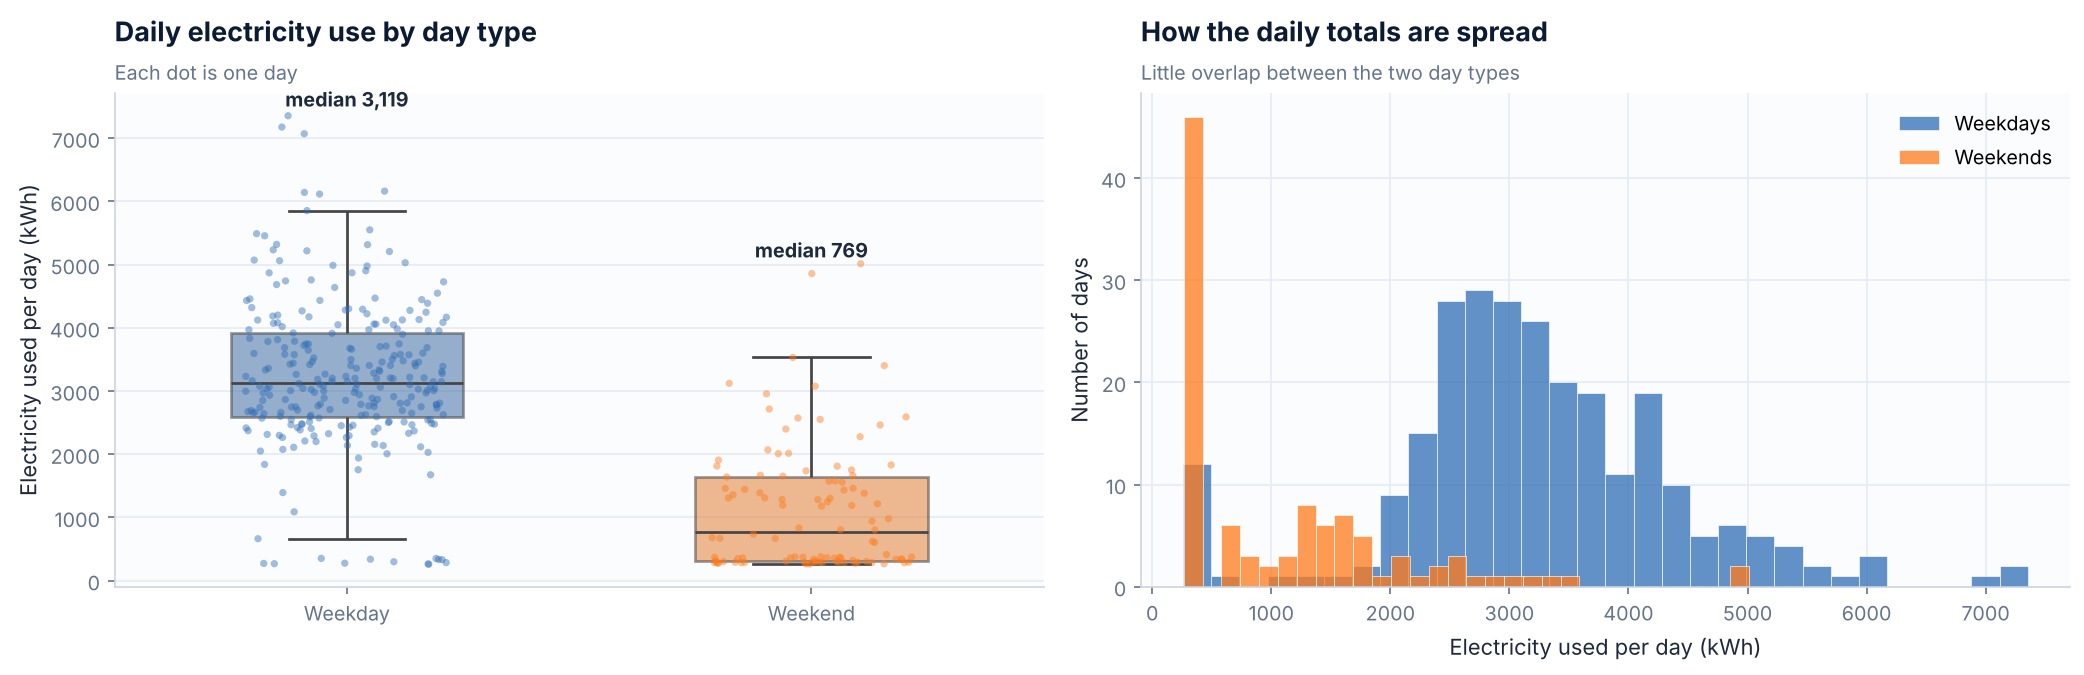 Daily electricity use by day type
Each dot is one day
median 3,119
median 769
Electricity used per day (kWh)
7000
6000
5000
4000
3000
2000
1000
0
Weekday
Weekend
How the daily totals are spread
Little overlap between the two day types
Weekdays
Weekends
Number of days
40
30
20
10
0
0 1000 2000 3000 4000 5000 6000 7000
Electricity used per day (kWh)